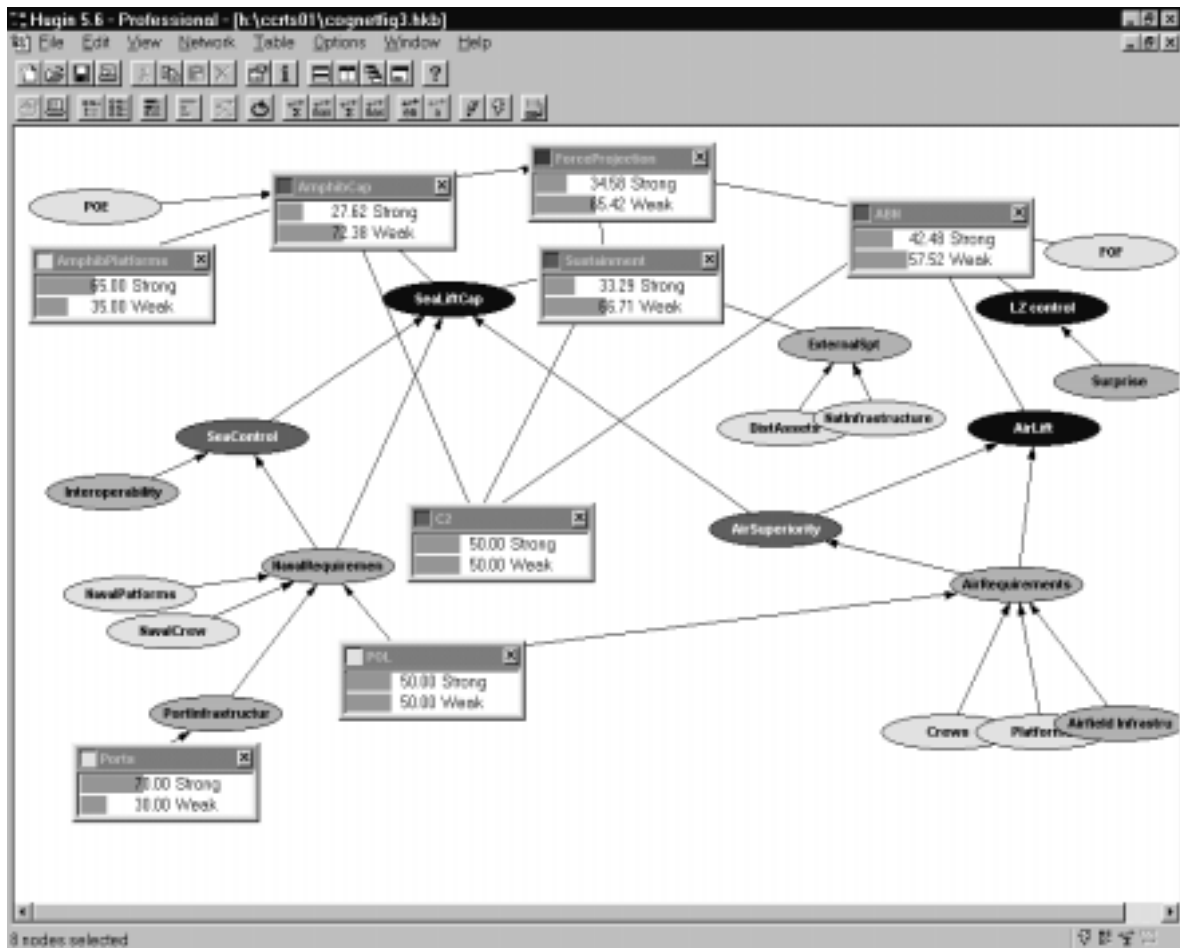 Hugin 5.6 - Professional - [h:\ccrts01\cognetfig3.hkb]
File Edit View Network Table Options Window Help
ForceProjection
34.58 Strong
65.42 Weak
AmphibCap
27.62 Strong
72.38 Weak
POE
ABN
42.48 Strong
57.52 Weak
POF
AmphibPlatforms
65.00 Strong
35.00 Weak
Sustainment
33.29 Strong
66.71 Weak
SeaLiftCap
LZ control
ExternalSpt
Surprise
DistAssets
NatInfrastructure
AirLift
SeaControl
Interoperability
C2
50.00 Strong
50.00 Weak
AirSuperiority
NavalRequiremen
AirRequirements
NavalPatforms
NavalCrew
POL
50.00 Strong
50.00 Weak
PortInfrastructur
Crews
Platforms
Airfield Infrastru
Ports
70.00 Strong
30.00 Weak
8 nodes selected